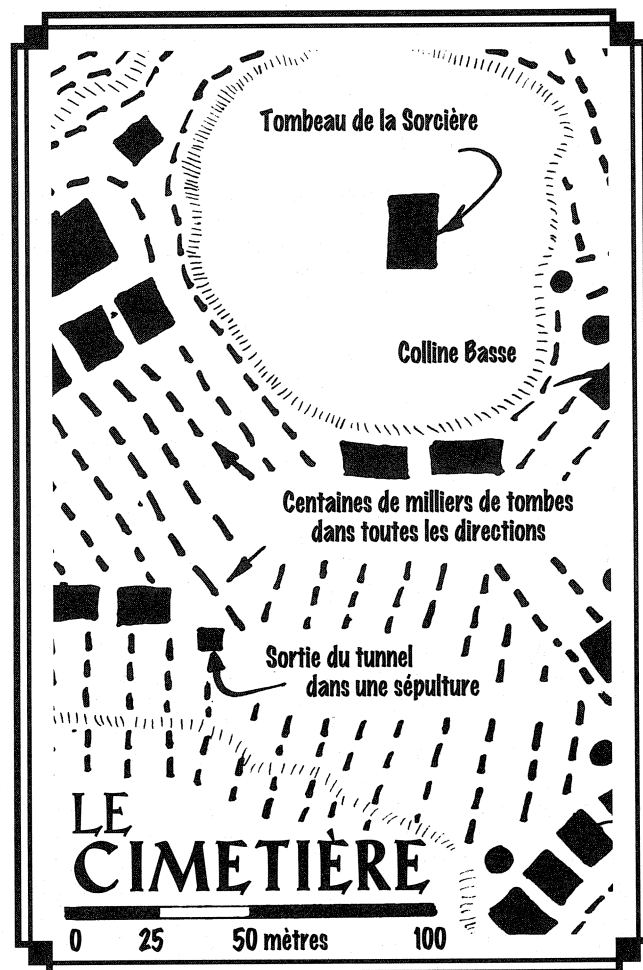 Tombeau de la Sorcière
Colline Basse
Centaines de milliers de tombes
dans toutes les directions
Sortie du tunnel
dans une sépulture
LE
CIMETIÈRE
0 25 50 mètres 100